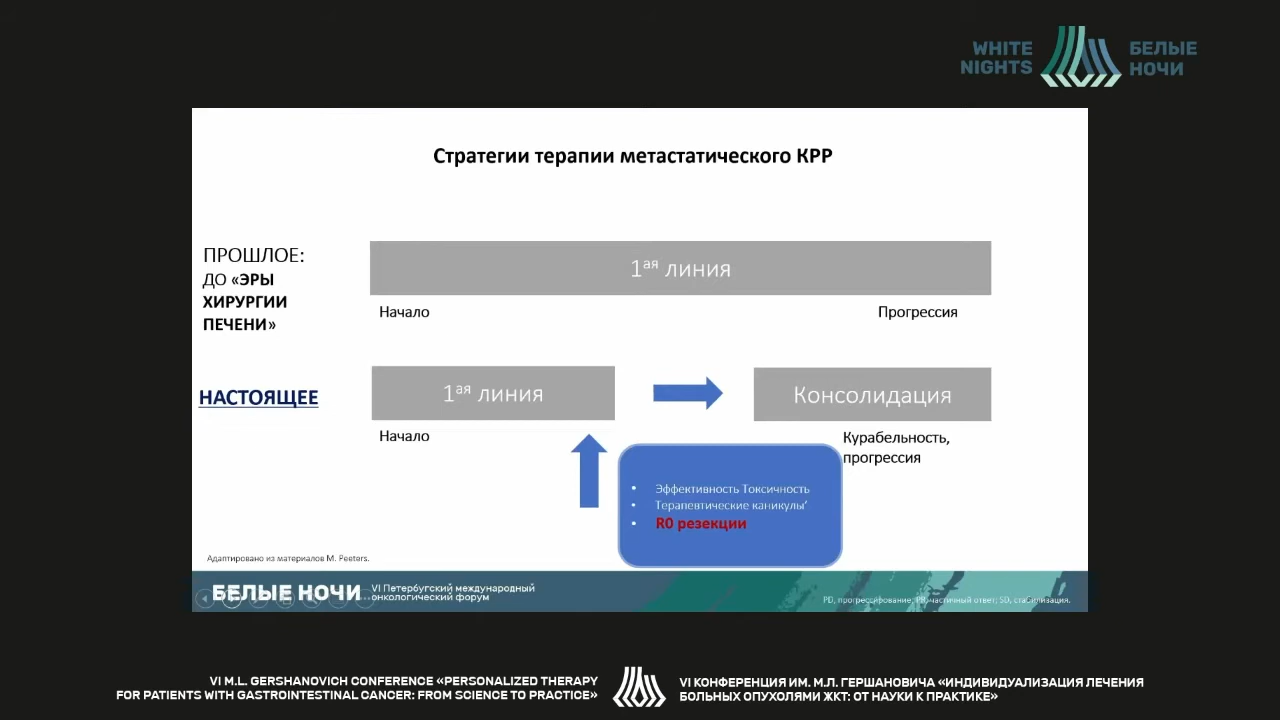 WHITE
NIGHTS
БЕЛЫЕ
НОЧИ
Стратегии терапии метастатического КРР
ПРОШЛОЕ:
ДО «ЭРЫ
ХИРУРГИИ
ПЕЧЕНИ»
1ая линия
Начало
Прогрессия
НАСТОЯЩЕЕ
1ая линия
Консолидация
Начало
Курабельность,
прогрессия
• Эффективность Токсичность
• Терапевтические каникулы'
• R0 резекции
Адаптировано из материалов M. Peeters.
БЕЛЫЕ НОЧИ
VI Петербургский международный
онкологический форум
PD, прогрессирование; PR, частичный ответ; SD, стабилизация.
VI M.L. GERSHANOVICH CONFERENCE «PERSONALIZED THERAPY
FOR PATIENTS WITH GASTROINTESTINAL CANCER: FROM SCIENCE TO PRACTICE»
VI КОНФЕРЕНЦИЯ ИМ. М.Л. ГЕРШАНОВИЧА «ИНДИВИДУАЛИЗАЦИЯ ЛЕЧЕНИЯ
БОЛЬНЫХ ОПУХОЛЯМИ ЖКТ: ОТ НАУКИ К ПРАКТИКЕ»